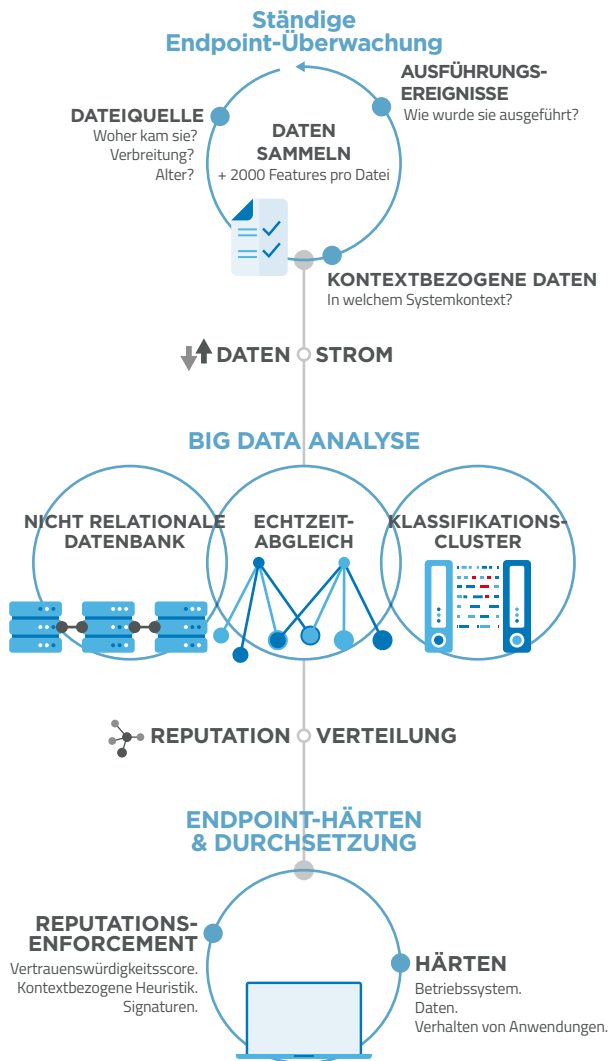 Ständige
Endpoint-Überwachung
AUSFÜHRUNGS-
EREIGNISSE
Wie wurde sie ausgeführt?
DATEIQUELLE
Woher kam sie?
Verbreitung?
Alter?
DATEN
SAMMELN
+ 2000 Features pro Datei
KONTEXTBEZOGENE DATEN
In welchem Systemkontext?
DATEN STROM
BIG DATA ANALYSE
NICHT RELATIONALE
DATENBANK
ECHTZEIT-
ABGLEICH
KLASSIFIKATIONS-
CLUSTER
REPUTATION VERTEILUNG
ENDPOINT-HÄRTEN
& DURCHSETZUNG
REPUTATIONS-
ENFORCEMENT
Vertrauenswürdigkeitsscore.
Kontextbezogene Heuristik.
Signaturen.
HÄRTEN
Betriebssystem.
Daten.
Verhalten von Anwendungen.